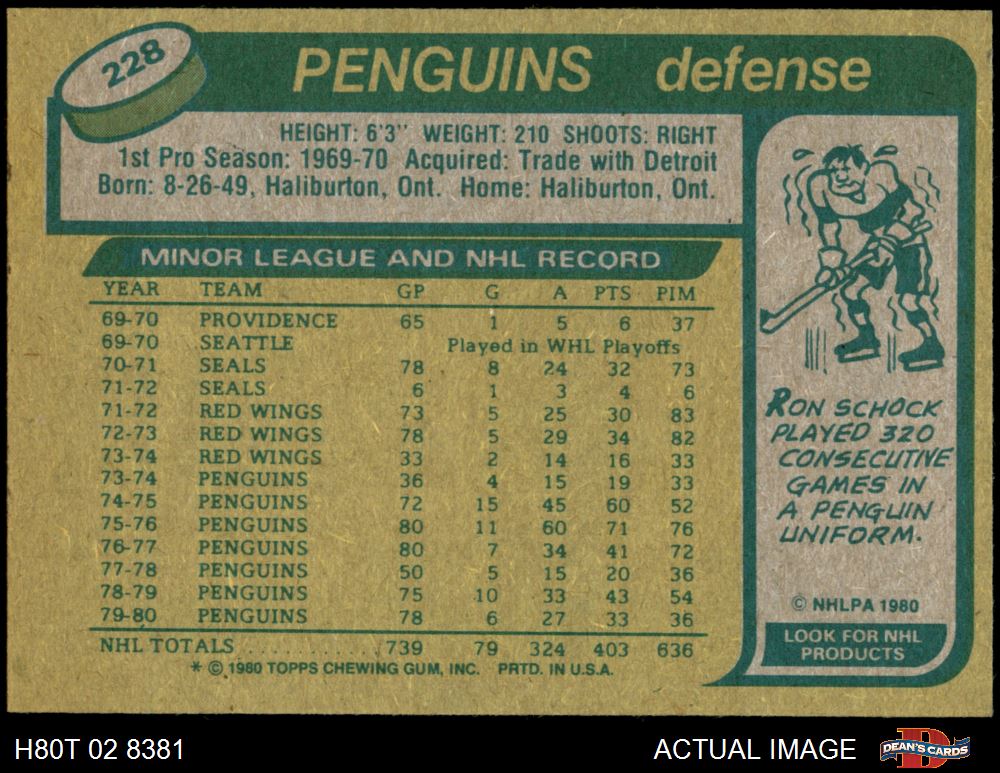 228
PENGUINS defense
HEIGHT: 6'3" WEIGHT: 210 SHOOTS: RIGHT
1st Pro Season: 1969-70 Acquired: Trade with Detroit
Born: 8-26-49, Haliburton, Ont. Home: Haliburton, Ont.
MINOR LEAGUE AND NHL RECORD
YEAR TEAM GP G A PTS PIM
69-70 PROVIDENCE 65 1 5 6 37
69-70 SEATTLE Played in WHL Playoffs
70-71 SEALS 78 8 24 32 73
71-72 SEALS 6 1 3 4 6
71-72 RED WINGS 73 5 25 30 83
72-73 RED WINGS 78 5 29 34 82
73-74 RED WINGS 33 2 14 16 33
73-74 PENGUINS 36 4 15 19 33
74-75 PENGUINS 72 15 45 60 52
75-76 PENGUINS 80 11 60 71 76
76-77 PENGUINS 80 7 34 41 72
77-78 PENGUINS 50 5 15 20 36
78-79 PENGUINS 75 10 33 43 54
79-80 PENGUINS 78 6 27 33 36
NHL TOTALS ........... 739 79 324 403 636
* © 1980 TOPPS CHEWING GUM, INC. PRTD. IN U.S.A.
RON SCHOCK
PLAYED 320
CONSECUTIVE
GAMES IN
A PENGUIN
UNIFORM.
© NHLPA 1980
LOOK FOR NHL
PRODUCTS
H80T 02 8381
ACTUAL IMAGE
DEAN'S CARDS